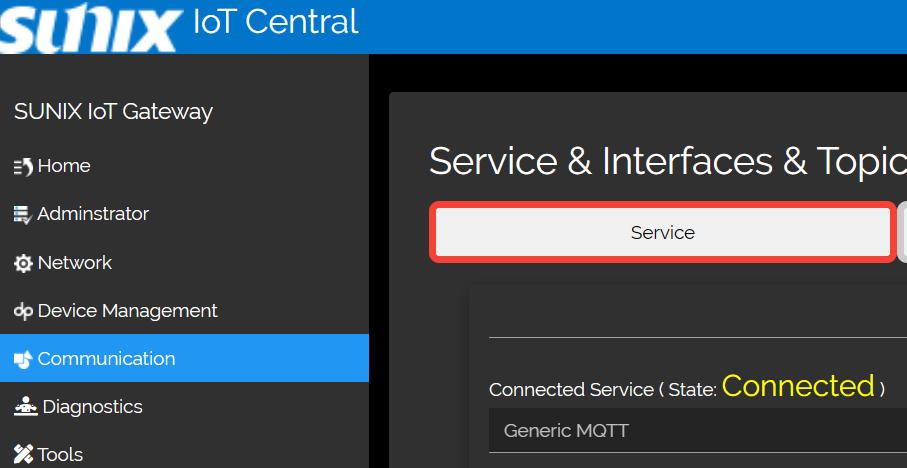 SUNIX IoT Central
SUNIX IoT Gateway
Home
Adminstrator
Network
Device Management
Communication
Diagnostics
Tools
Service & Interfaces & Topic
Service
Connected Service ( State: Connected )
Generic MQTT